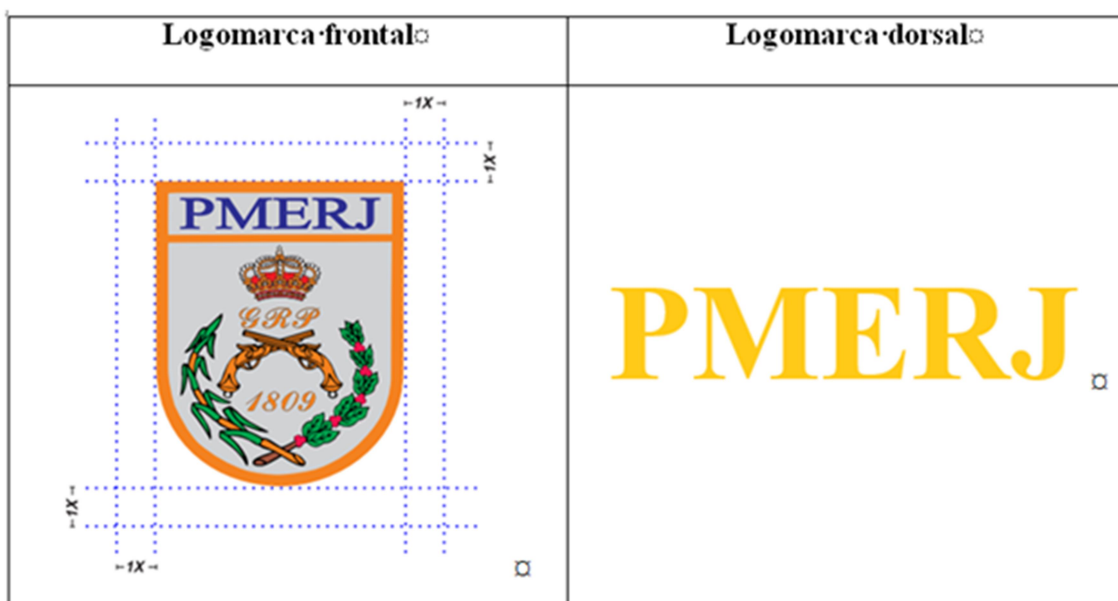 Logomarca·frontal¤
Logomarca·dorsal¤
1X
1X
PMERJ
GRP
1809
1X
1X
¤
PMERJ¤